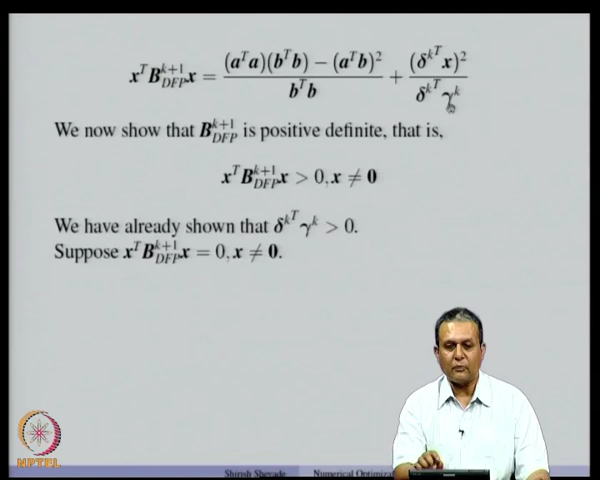 x^T B_{DFP}^{k+1} x = \frac{(a^T a)(b^T b) − (a^T b)^2}{b^T b} + \frac{(δ^{k^T} x)^2}{δ^{k^T} γ^k}
We now show that B_{DFP}^{k+1} is positive definite, that is,
x^T B_{DFP}^{k+1} x > 0, x ≠ 0
We have already shown that δ^{k^T} γ^k > 0.
Suppose x^T B_{DFP}^{k+1} x = 0, x ≠ 0.
NPTEL
Shirish Shevade Numerical